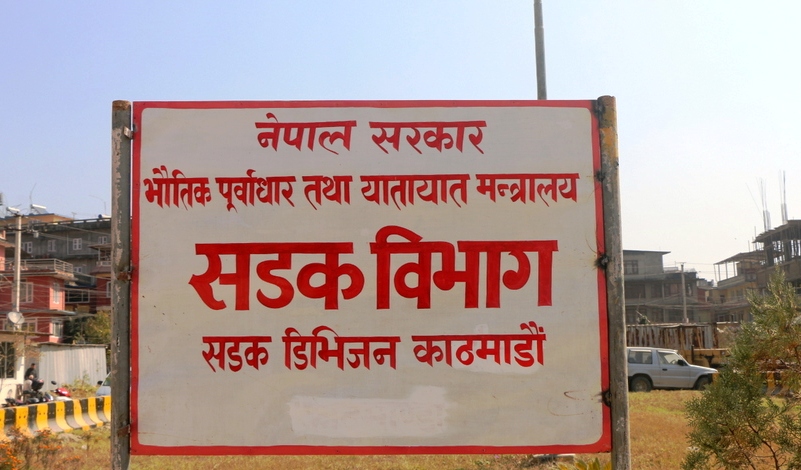 नेपाल सरकार
भौतिक पूर्वाधार तथा यातायात मन्त्रालय
सडक विभाग
सडक डिभिजन काठमाडौं